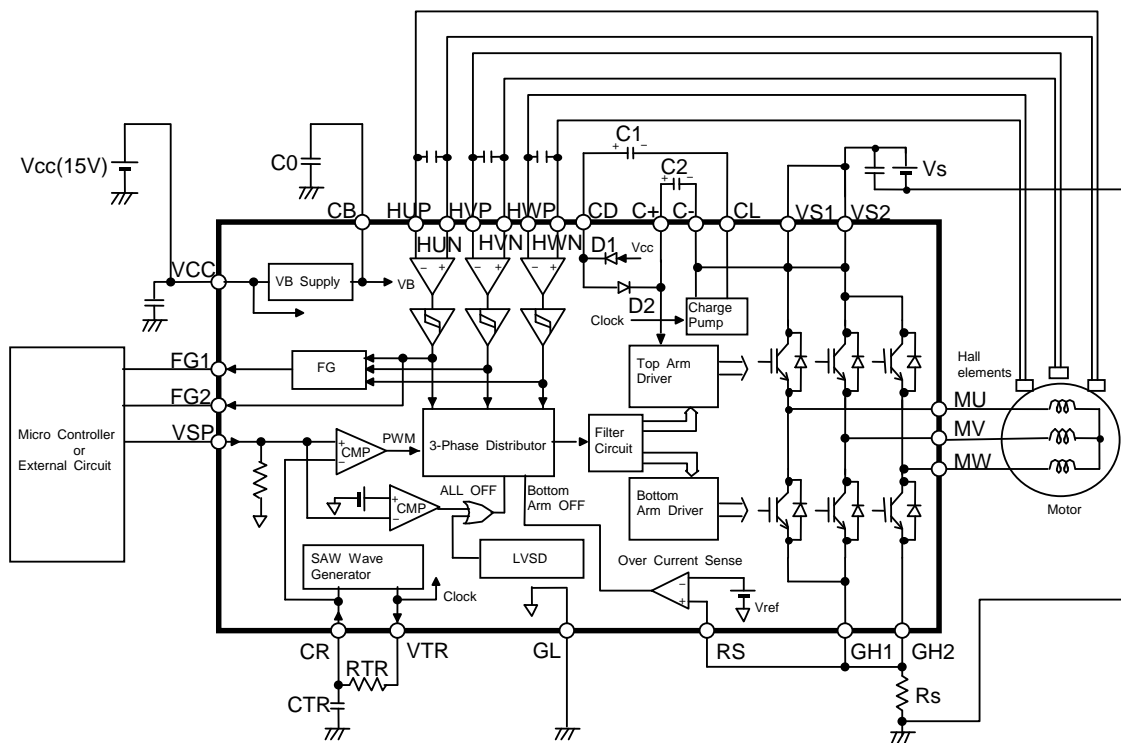 C1
+
−
Vcc(15V)
C0
C2
+
−
Vs
CB
HUP
HVP
HWP
CD
C+
C-
CL
VS1
VS2
HUN
HVN
HWN
D1
Vcc
VCC
VB Supply
VB
−
+
−
+
−
+
D2
Clock
Charge
Pump
FG1
FG
Top Arm
Driver
Hall
elements
FG2
MU
Micro Controller
or
External Circuit
VSP
+
−
CMP
PWM
3-Phase Distributor
Filter
Circuit
MV
MW
ALL OFF
Bottom
Arm OFF
+
−
CMP
Bottom
Arm Driver
Motor
SAW Wave
Generator
LVSD
Over Current Sense
Clock
−
+
Vref
CR
VTR
GL
RS
GH1
GH2
RTR
CTR
Rs